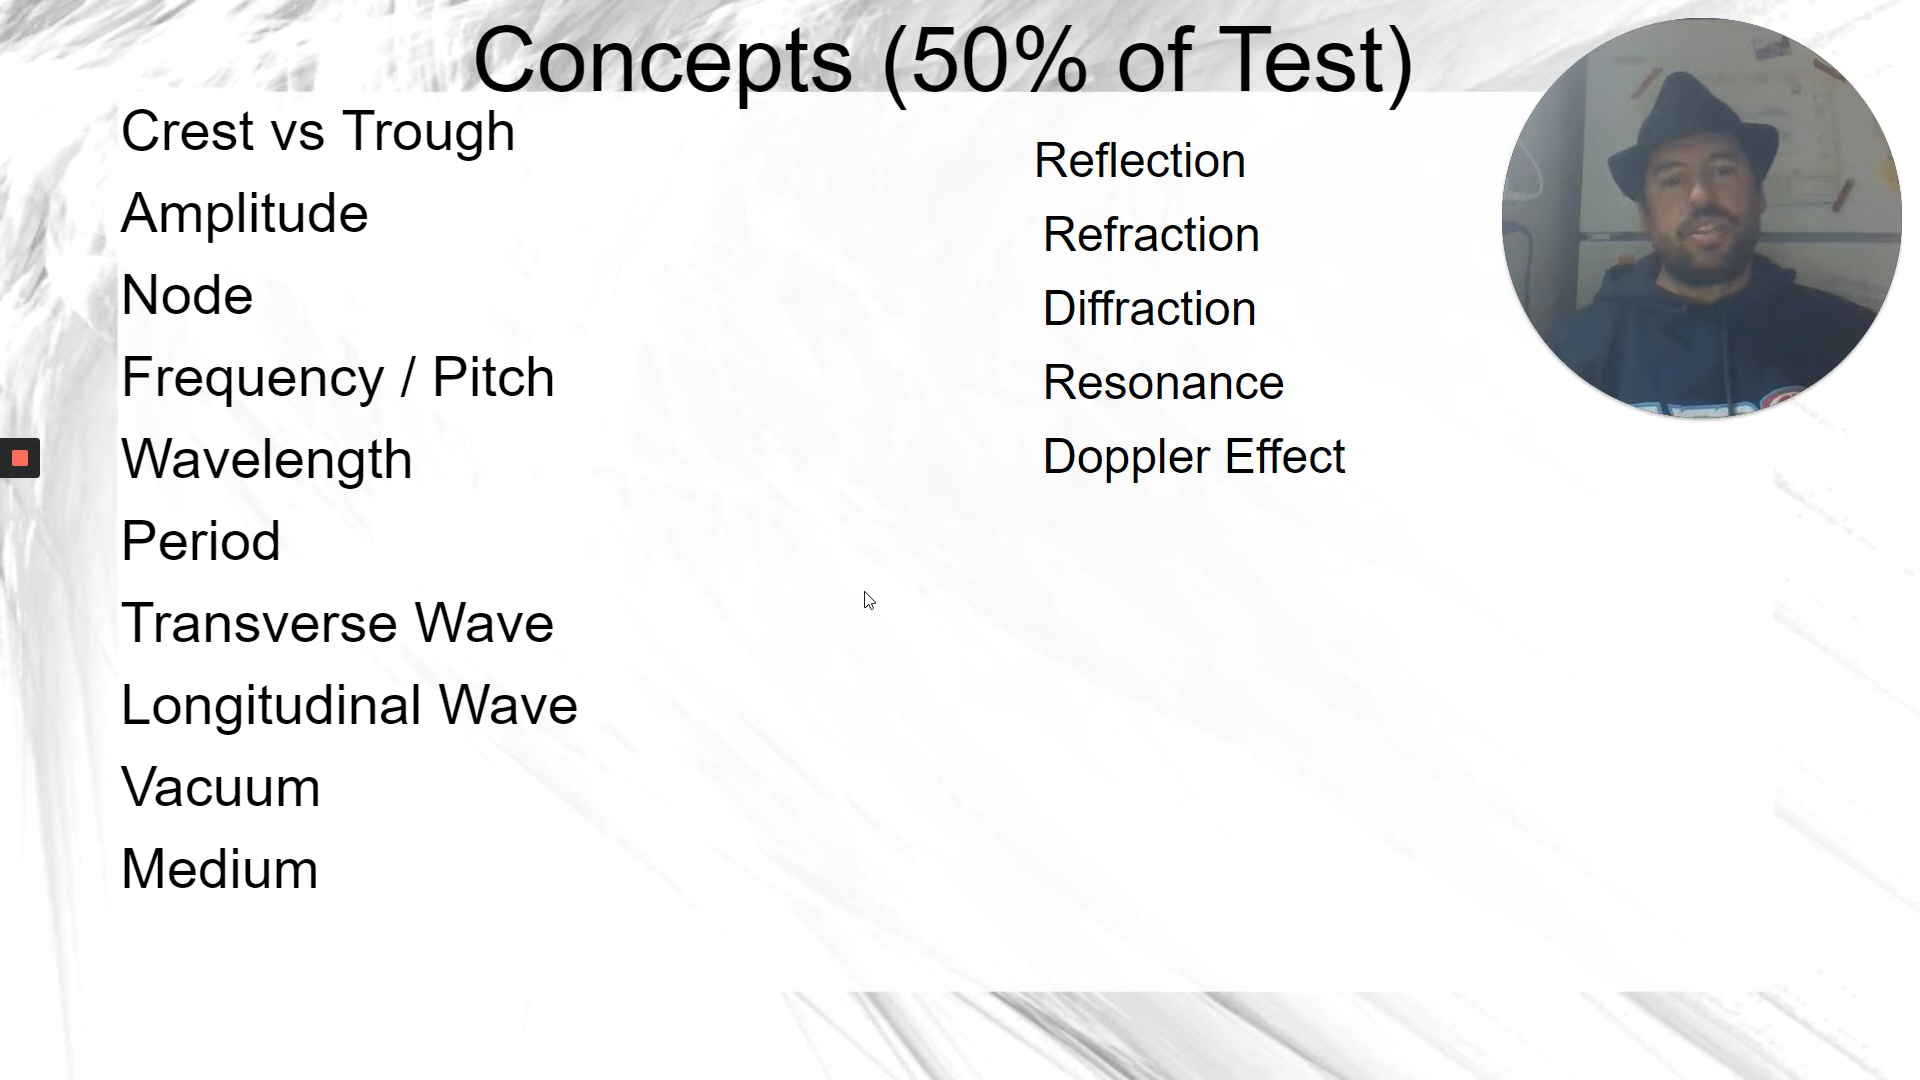 Concepts (50% of Test)
Crest vs Trough
Amplitude
Node
Frequency / Pitch
Wavelength
Period
Transverse Wave
Longitudinal Wave
Vacuum
Medium
Reflection
Refraction
Diffraction
Resonance
Doppler Effect